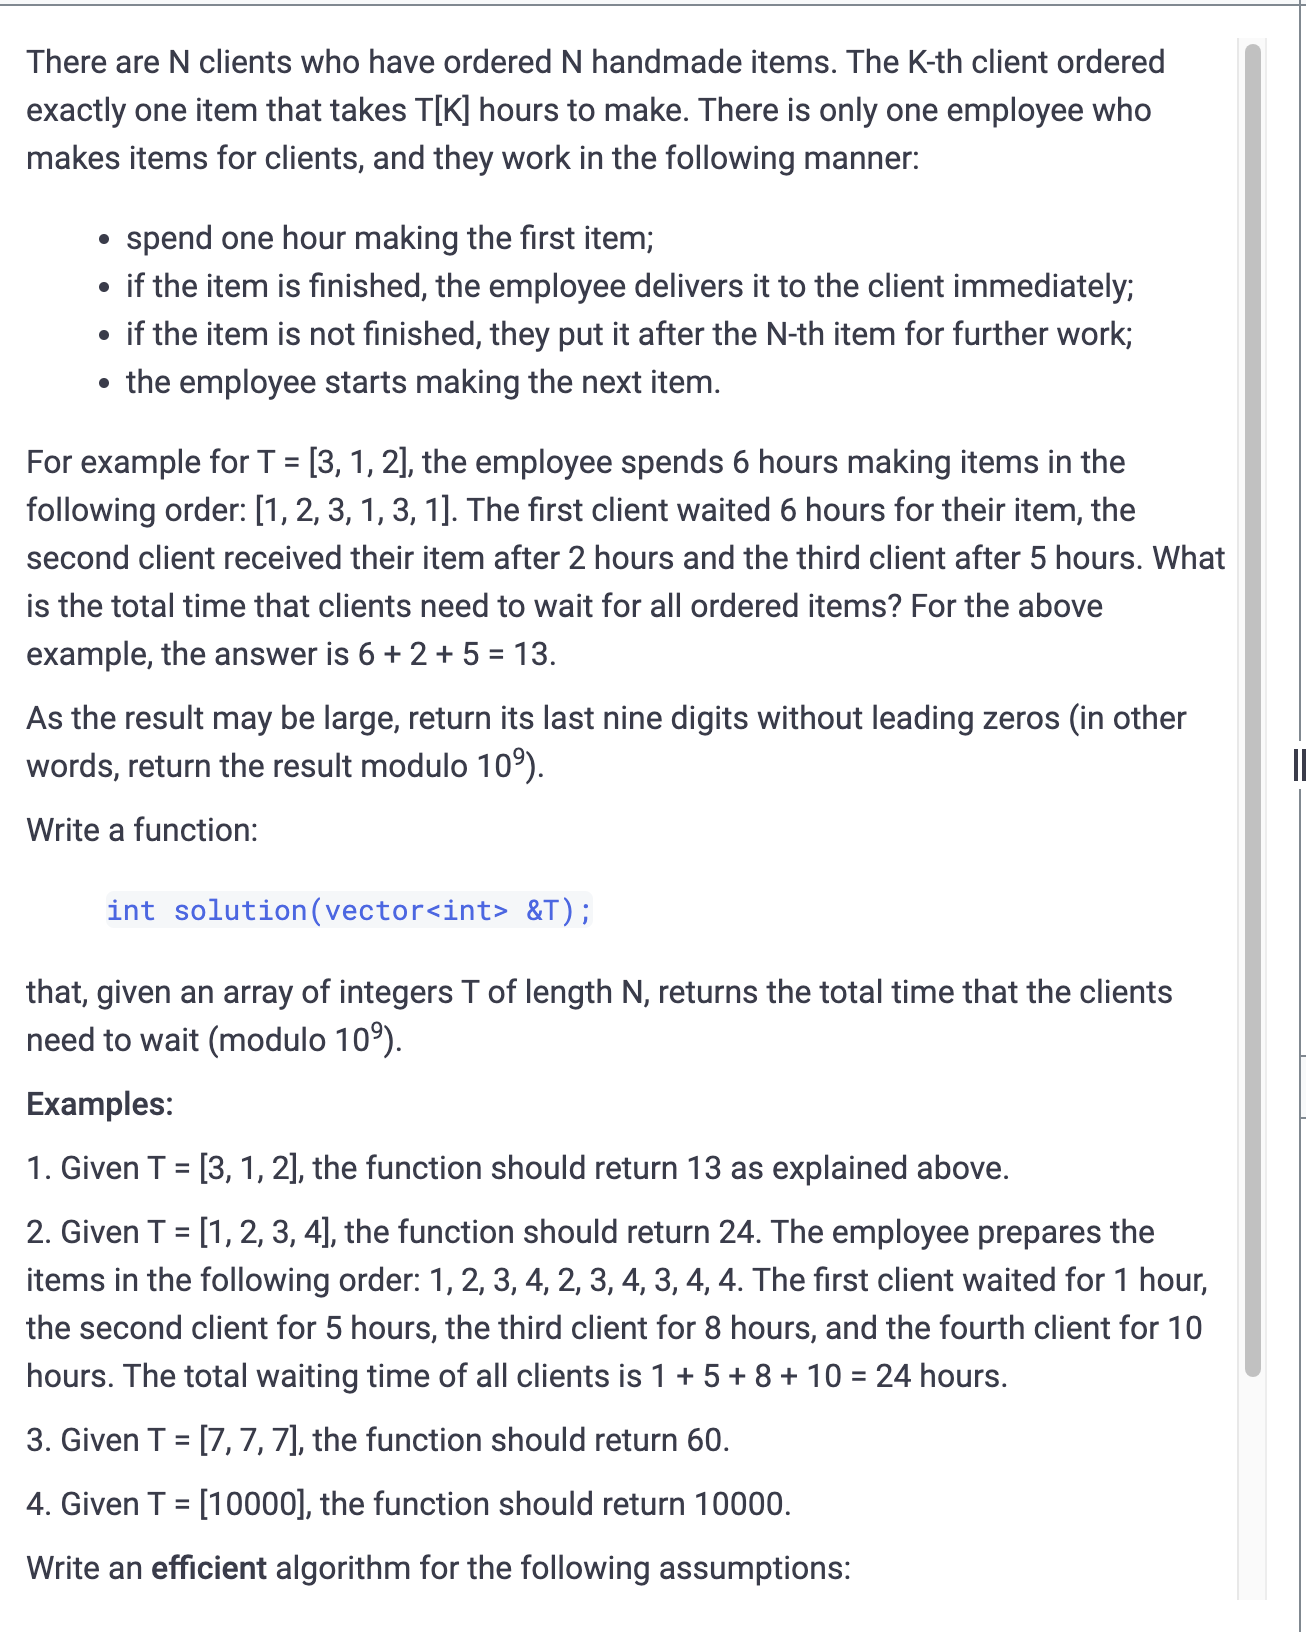 There are N clients who have ordered N handmade items. The K-th client ordered
exactly one item that takes T[K] hours to make. There is only one employee who
makes items for clients, and they work in the following manner:
• spend one hour making the first item;
• if the item is finished, the employee delivers it to the client immediately;
• if the item is not finished, they put it after the N-th item for further work;
• the employee starts making the next item.
For example for T = [3, 1, 2], the employee spends 6 hours making items in the
following order: [1, 2, 3, 1, 3, 1]. The first client waited 6 hours for their item, the
second client received their item after 2 hours and the third client after 5 hours. What
is the total time that clients need to wait for all ordered items? For the above
example, the answer is 6 + 2 + 5 = 13.
As the result may be large, return its last nine digits without leading zeros (in other
words, return the result modulo 10⁹).
Write a function:
int solution(vector<int> &T);
that, given an array of integers T of length N, returns the total time that the clients
need to wait (modulo 10⁹).
Examples:
1. Given T = [3, 1, 2], the function should return 13 as explained above.
2. Given T = [1, 2, 3, 4], the function should return 24. The employee prepares the
items in the following order: 1, 2, 3, 4, 2, 3, 4, 3, 4, 4. The first client waited for 1 hour,
the second client for 5 hours, the third client for 8 hours, and the fourth client for 10
hours. The total waiting time of all clients is 1 + 5 + 8 + 10 = 24 hours.
3. Given T = [7, 7, 7], the function should return 60.
4. Given T = [10000], the function should return 10000.
Write an efficient algorithm for the following assumptions: